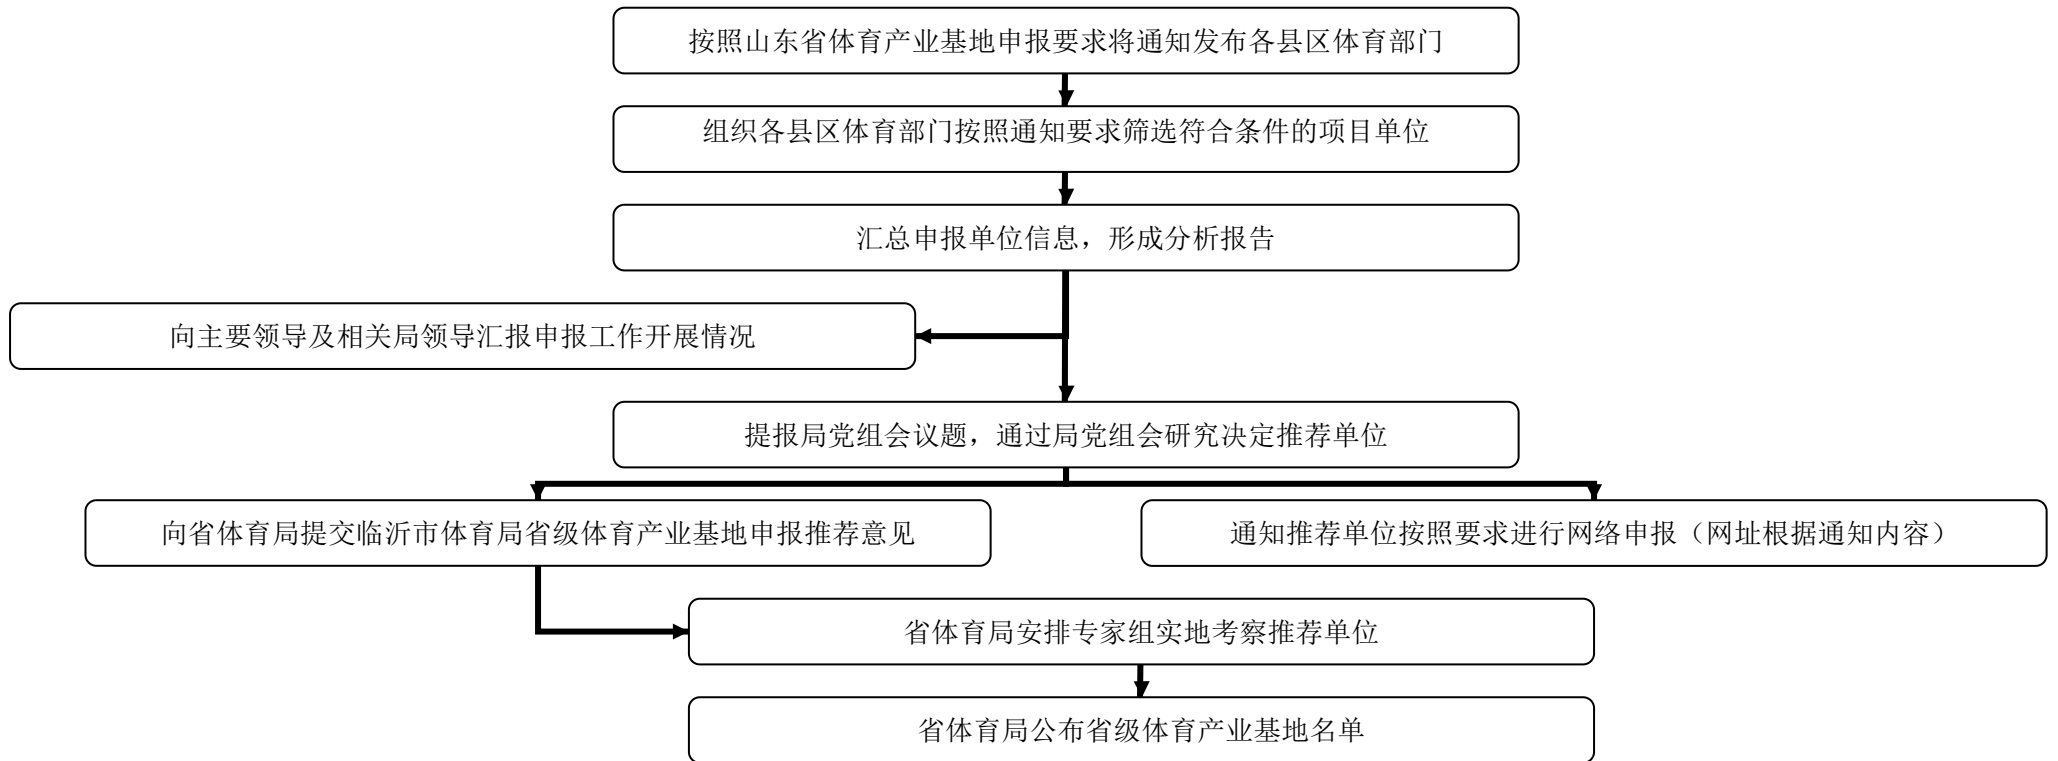 按照山东省体育产业基地申报要求将通知发布各县区体育部门
组织各县区体育部门按照通知要求筛选符合条件的项目单位
汇总申报单位信息，形成分析报告
向主要领导及相关局领导汇报申报工作开展情况
提报局党组会议题，通过局党组会研究决定推荐单位
向省体育局提交临沂市体育局省级体育产业基地申报推荐意见
通知推荐单位按照要求进行网络申报（网址根据通知内容）
省体育局安排专家组实地考察推荐单位
省体育局公布省级体育产业基地名单